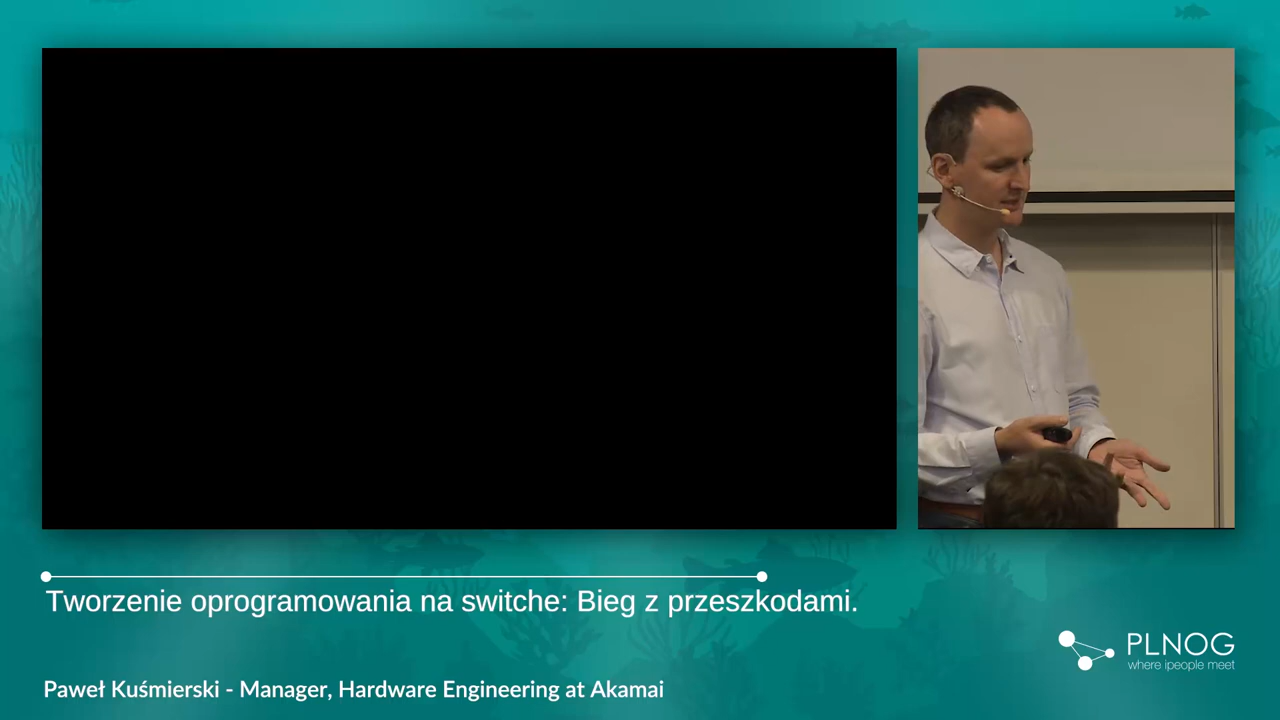 Tworzenie oprogramowania na switche: Bieg z przeszkodami.
PLNOG
where ipeople meet
Paweł Kuśmierski - Manager, Hardware Engineering at Akamai